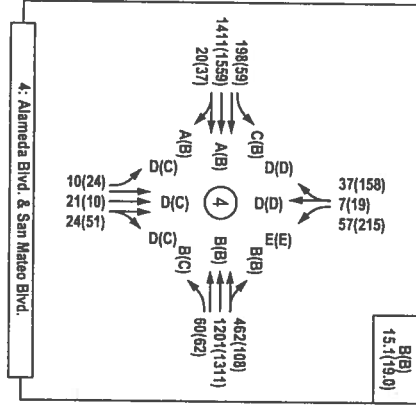 198(59)
1411(1559)
20(37)
C(B)
A(B)
A(B)
D(D)
D(D)
E(E)
37(158)
7(19)
57(215)
4
D(C)
D(C)
D(C)
10(24)
21(10)
24(51)
B(B)
B(B)
B(C)
462(108)
1201(1311)
60(62)
B(B)
15.1(19.0)
4: Alameda Blvd. & San Mateo Blvd.